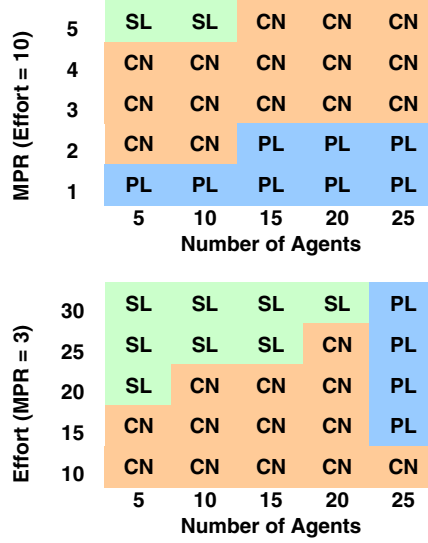 MPR (Effort = 10)
5 SL SL CN CN CN
4 CN CN CN CN CN
3 CN CN CN CN CN
2 CN CN PL PL PL
1 PL PL PL PL PL
5 10 15 20 25
Number of Agents
Effort (MPR = 3)
30 SL SL SL SL PL
25 SL SL SL CN PL
20 SL CN CN CN PL
15 CN CN CN CN PL
10 CN CN CN CN CN
5 10 15 20 25
Number of Agents